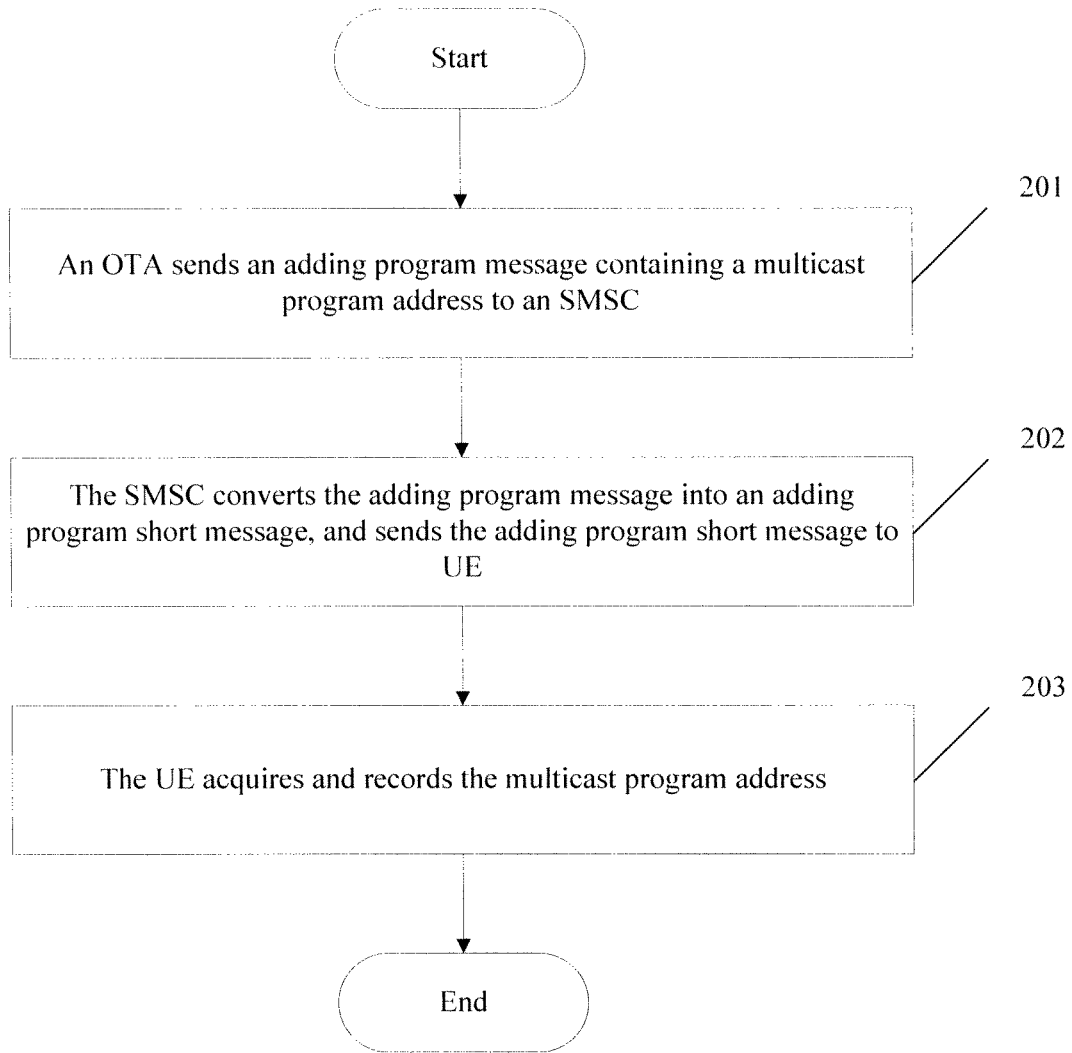 Start
201
An OTA sends an adding program message containing a multicast
program address to an SMSC
202
The SMSC converts the adding program message into an adding
program short message, and sends the adding program short message to
UE
203
The UE acquires and records the multicast program address
End